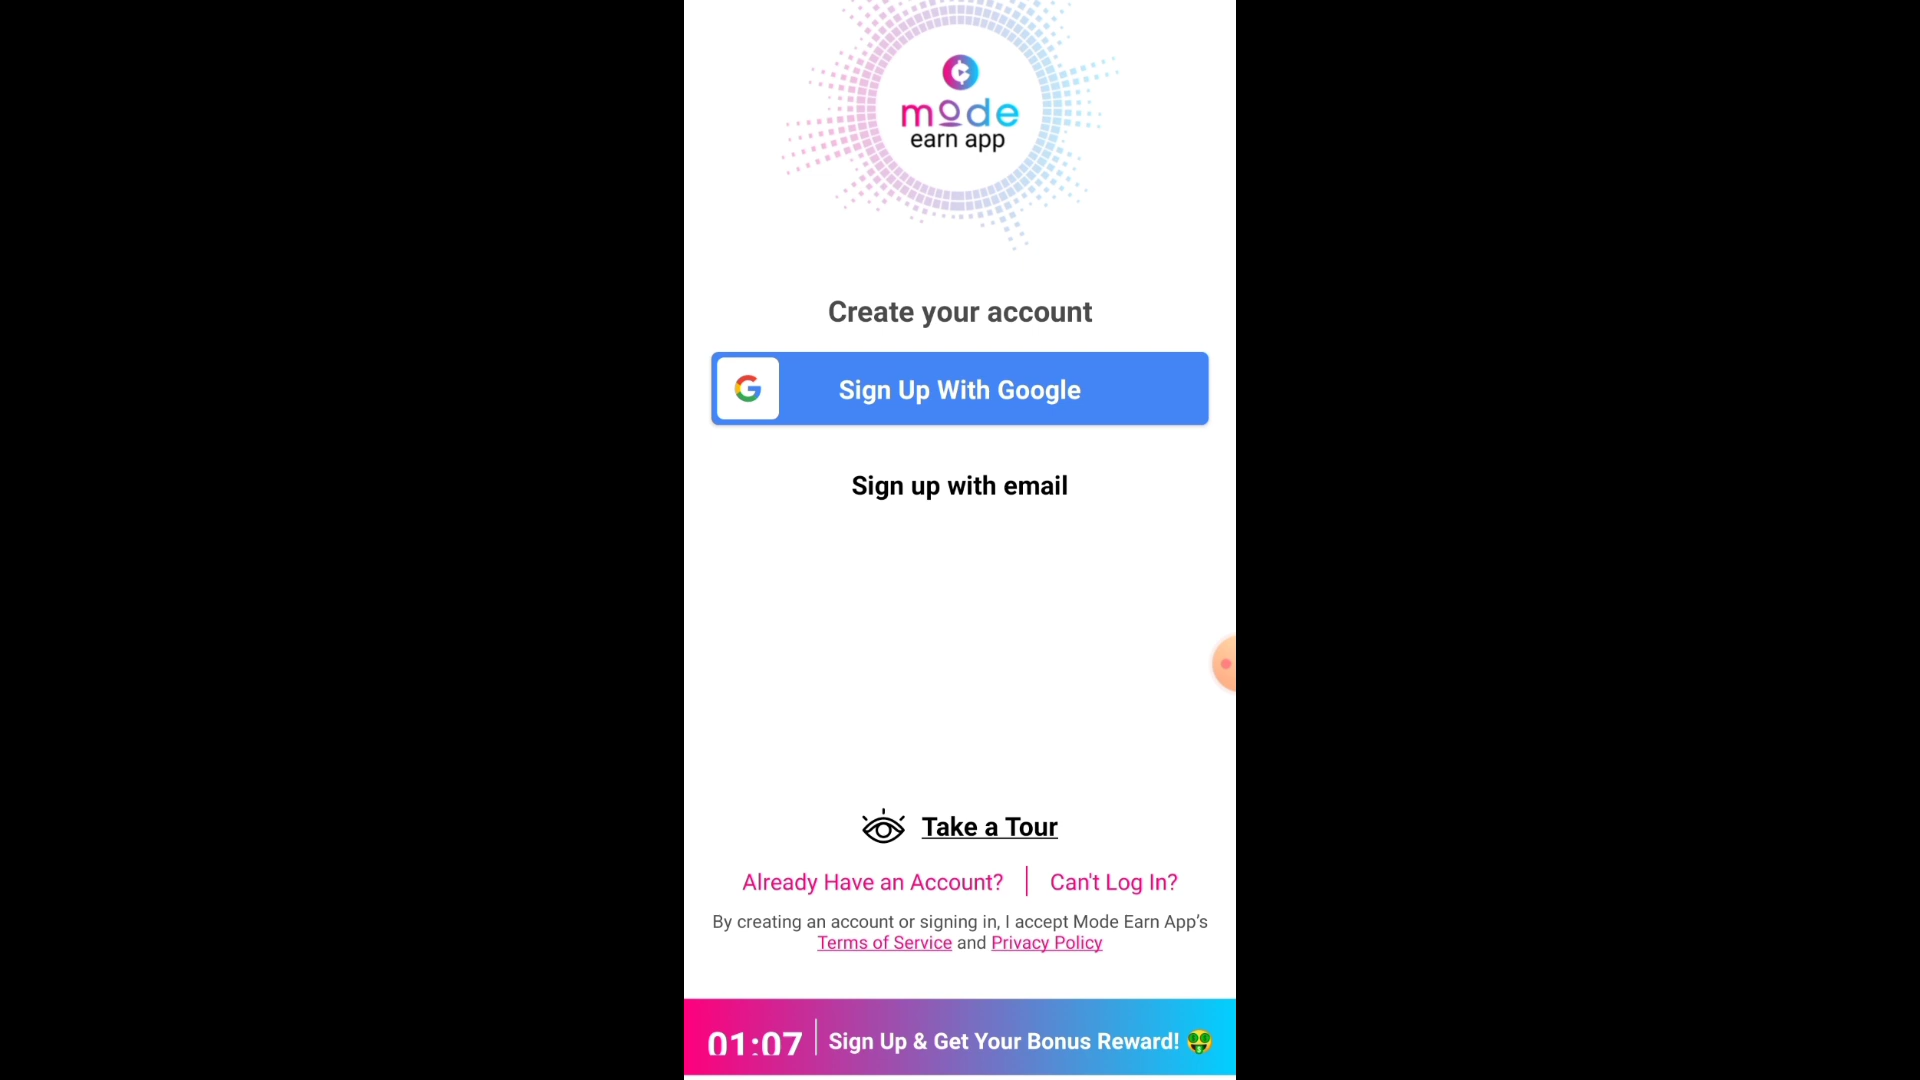 mode
earn app
Create your account
Sign Up With Google
Sign up with email
Take a Tour
Already Have an Account? | Can't Log In?
By creating an account or signing in, I accept Mode Earn App’s
Terms of Service and Privacy Policy
01:07 | Sign Up & Get Your Bonus Reward! 🤑